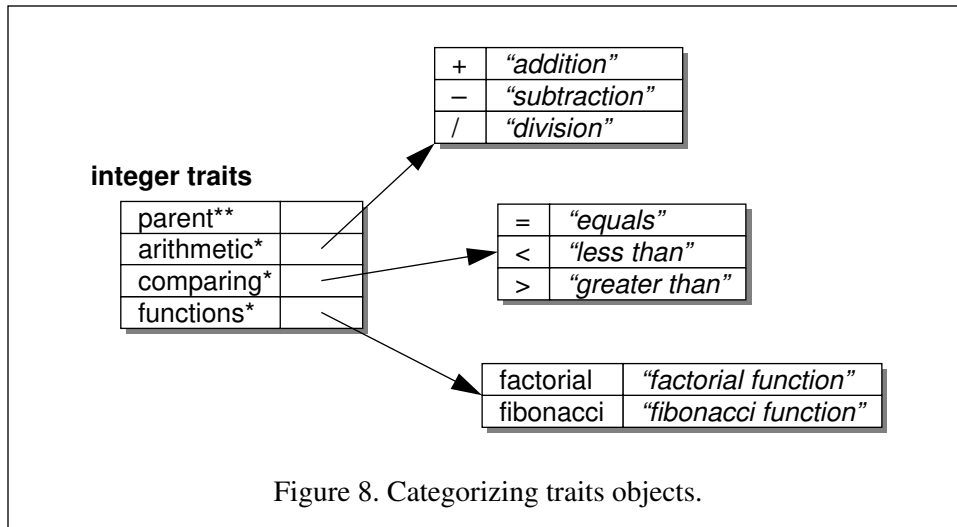 + “addition”
– “subtraction”
/ “division”
integer traits
parent**
arithmetic*
comparing*
functions*
= “equals”
< “less than”
> “greater than”
factorial “factorial function”
fibonacci “fibonacci function”
Figure 8. Categorizing traits objects.